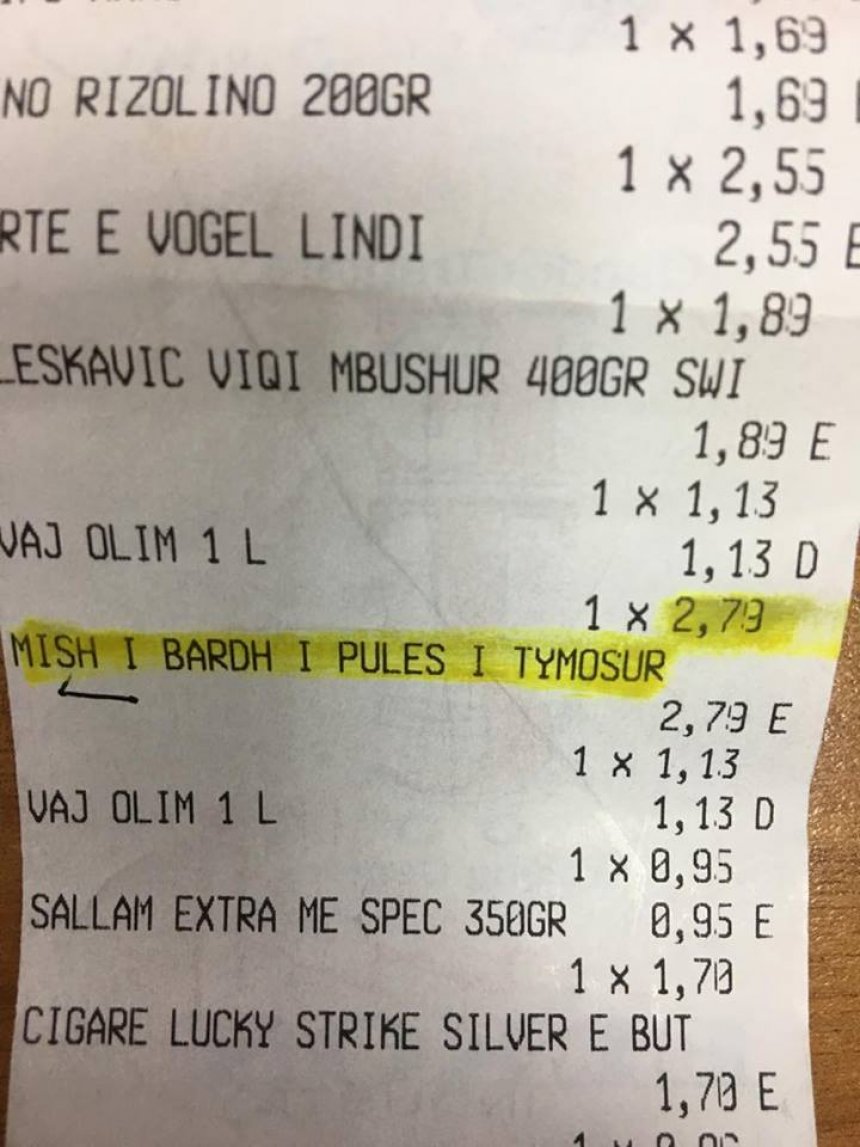 1 x 1,69
NO RIZOLINO 200GR 1,69
1 x 2,55
RTE E VOGEL LINDI 2,55 E
1 x 1,89
LESKAVIC VIQI MBUSHUR 400GR SWI
1,89 E
1 x 1,13
VAJ OLIM 1 L 1,13 D
1 x 2,79
MISH I BARDH I PULES I TYMOSUR
2,79 E
1 x 1,13
VAJ OLIM 1 L 1,13 D
1 x 0,95
SALLAM EXTRA ME SPEC 350GR 0,95 E
1 x 1,70
CIGARE LUCKY STRIKE SILVER E BUT
1,70 E